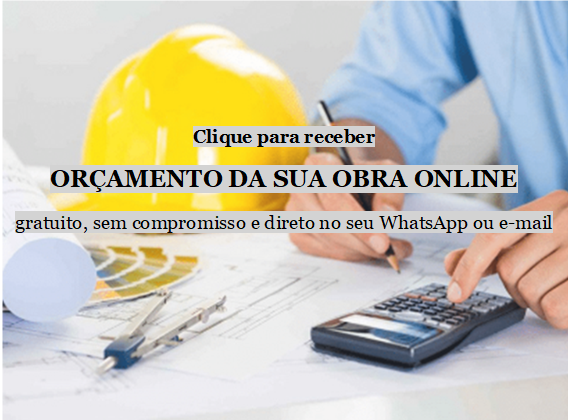 Clique para receber
ORÇAMENTO DA SUA OBRA ONLINE
gratuito, sem compromisso e direto no seu WhatsApp ou e-mail